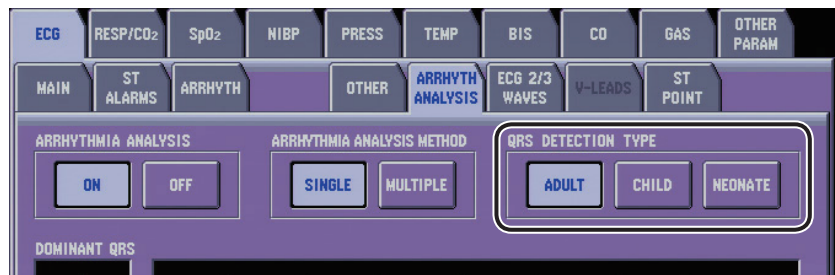 ECG RESP/CO₂ SpO₂ NIBP PRESS TEMP BIS CO GAS OTHER PARAM
MAIN ST ALARMS ARRHYTH OTHER ARRHYTH ANALYSIS ECG 2/3 WAVES V-LEADS ST POINT
ARRHYTHMIA ANALYSIS ARRHYTHMIA ANALYSIS METHOD QRS DETECTION TYPE
ON OFF SINGLE MULTIPLE ADULT CHILD NEONATE
DOMINANT QRS